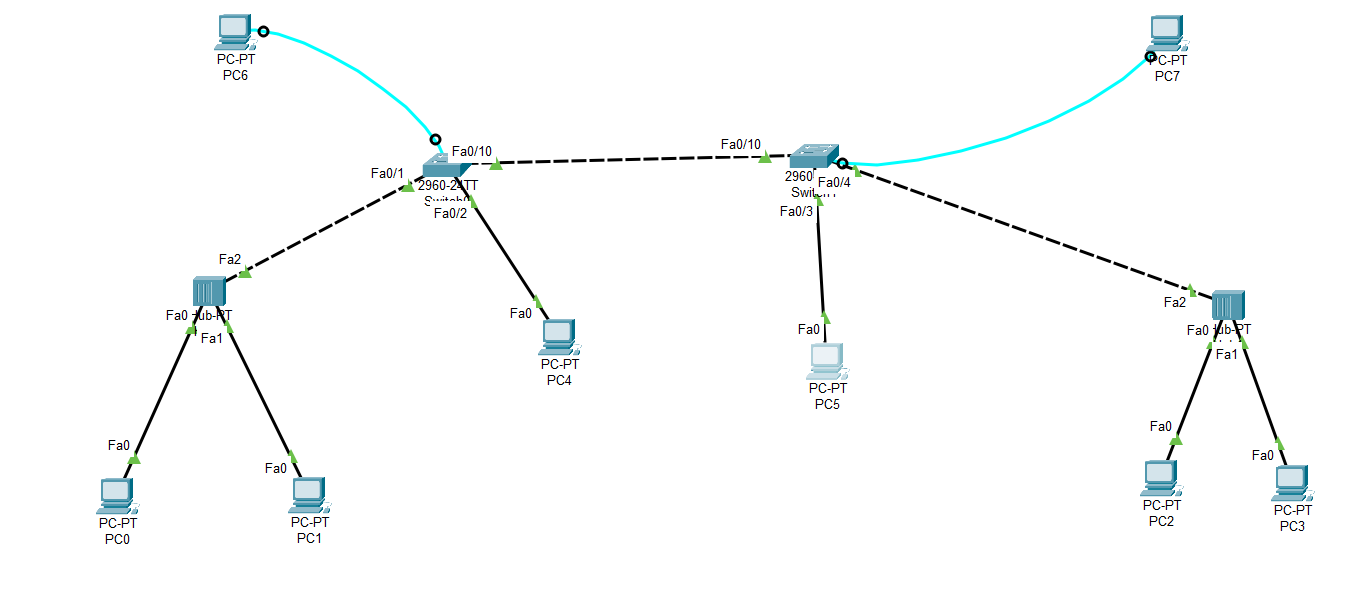 PC-PT
PC6
PC-PT
PC7
Fa0/10
Fa0/10
Fa0/1
2960-24TT
Fa0/2
2960
Fa0/4
Fa0/3
Fa2
Fa0
Fa1
Fa0
PC-PT
PC4
Fa0
PC-PT
PC5
Fa2
Fa0
Fa1
Fa0
PC-PT
PC0
Fa0
PC-PT
PC1
Fa0
PC-PT
PC2
Fa0
PC-PT
PC3